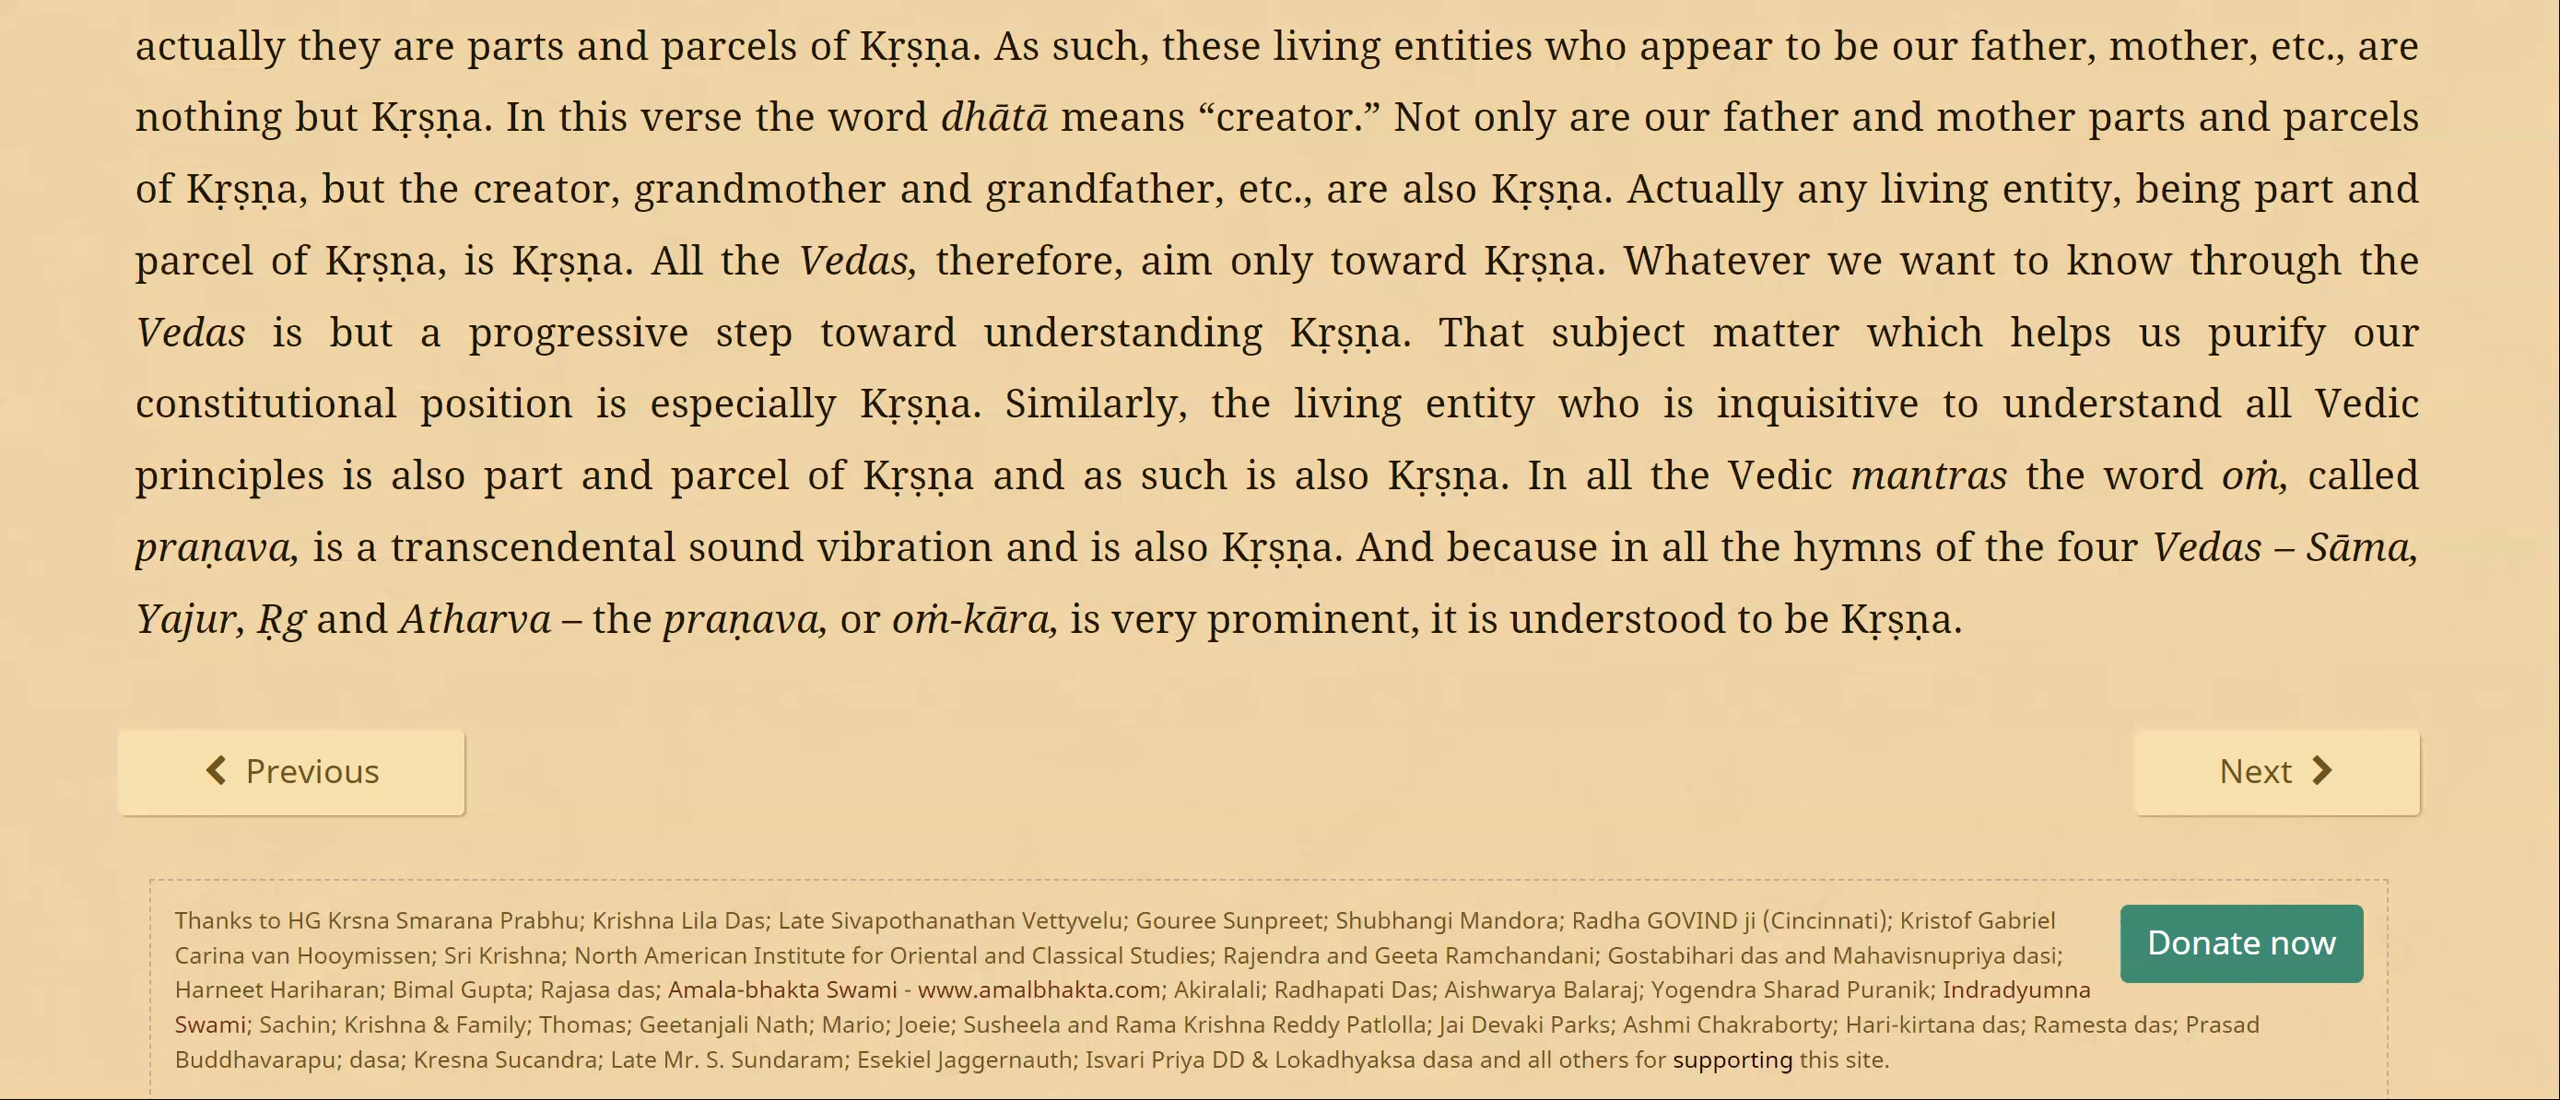 actually they are parts and parcels of Kṛṣṇa. As such, these living entities who appear to be our father, mother, etc., are
nothing but Kṛṣṇa. In this verse the word dhātā means “creator.” Not only are our father and mother parts and parcels
of Kṛṣṇa, but the creator, grandmother and grandfather, etc., are also Kṛṣṇa. Actually any living entity, being part and
parcel of Kṛṣṇa, is Kṛṣṇa. All the Vedas, therefore, aim only toward Kṛṣṇa. Whatever we want to know through the
Vedas is but a progressive step toward understanding Kṛṣṇa. That subject matter which helps us purify our
constitutional position is especially Kṛṣṇa. Similarly, the living entity who is inquisitive to understand all Vedic
principles is also part and parcel of Kṛṣṇa and as such is also Kṛṣṇa. In all the Vedic mantras the word oṁ, called
praṇava, is a transcendental sound vibration and is also Kṛṣṇa. And because in all the hymns of the four Vedas – Sāma,
Yajur, Ṛg and Atharva – the praṇava, or oṁ-kāra, is very prominent, it is understood to be Kṛṣṇa.
Previous
Next
Thanks to HG Krsna Smarana Prabhu; Krishna Lila Das; Late Sivapothanathan Vettyvelu; Gouree Sunpreet; Shubhangi Mandora; Radha GOVIND ji (Cincinnati); Kristof Gabriel
Carina van Hooymissen; Sri Krishna; North American Institute for Oriental and Classical Studies; Rajendra and Geeta Ramchandani; Gostabihari das and Mahavisnupriya dasi;
Donate now
Harneet Hariharan; Bimal Gupta; Rajasa das; Amala-bhakta Swami - www.amalbhakta.com; Akiralali; Radhapati Das; Aishwarya Balaraj; Yogendra Sharad Puranik; Indradyumna
Swami; Sachin; Krishna & Family; Thomas; Geetanjali Nath; Mario; Joeie; Susheela and Rama Krishna Reddy Patlolla; Jai Devaki Parks; Ashmi Chakraborty; Hari-kirtana das; Ramesta das; Prasad
Buddhavarapu; dasa; Kresna Sucandra; Late Mr. S. Sundaram; Esekiel Jaggernauth; Isvari Priya DD & Lokadhyaksa dasa and all others for supporting this site.